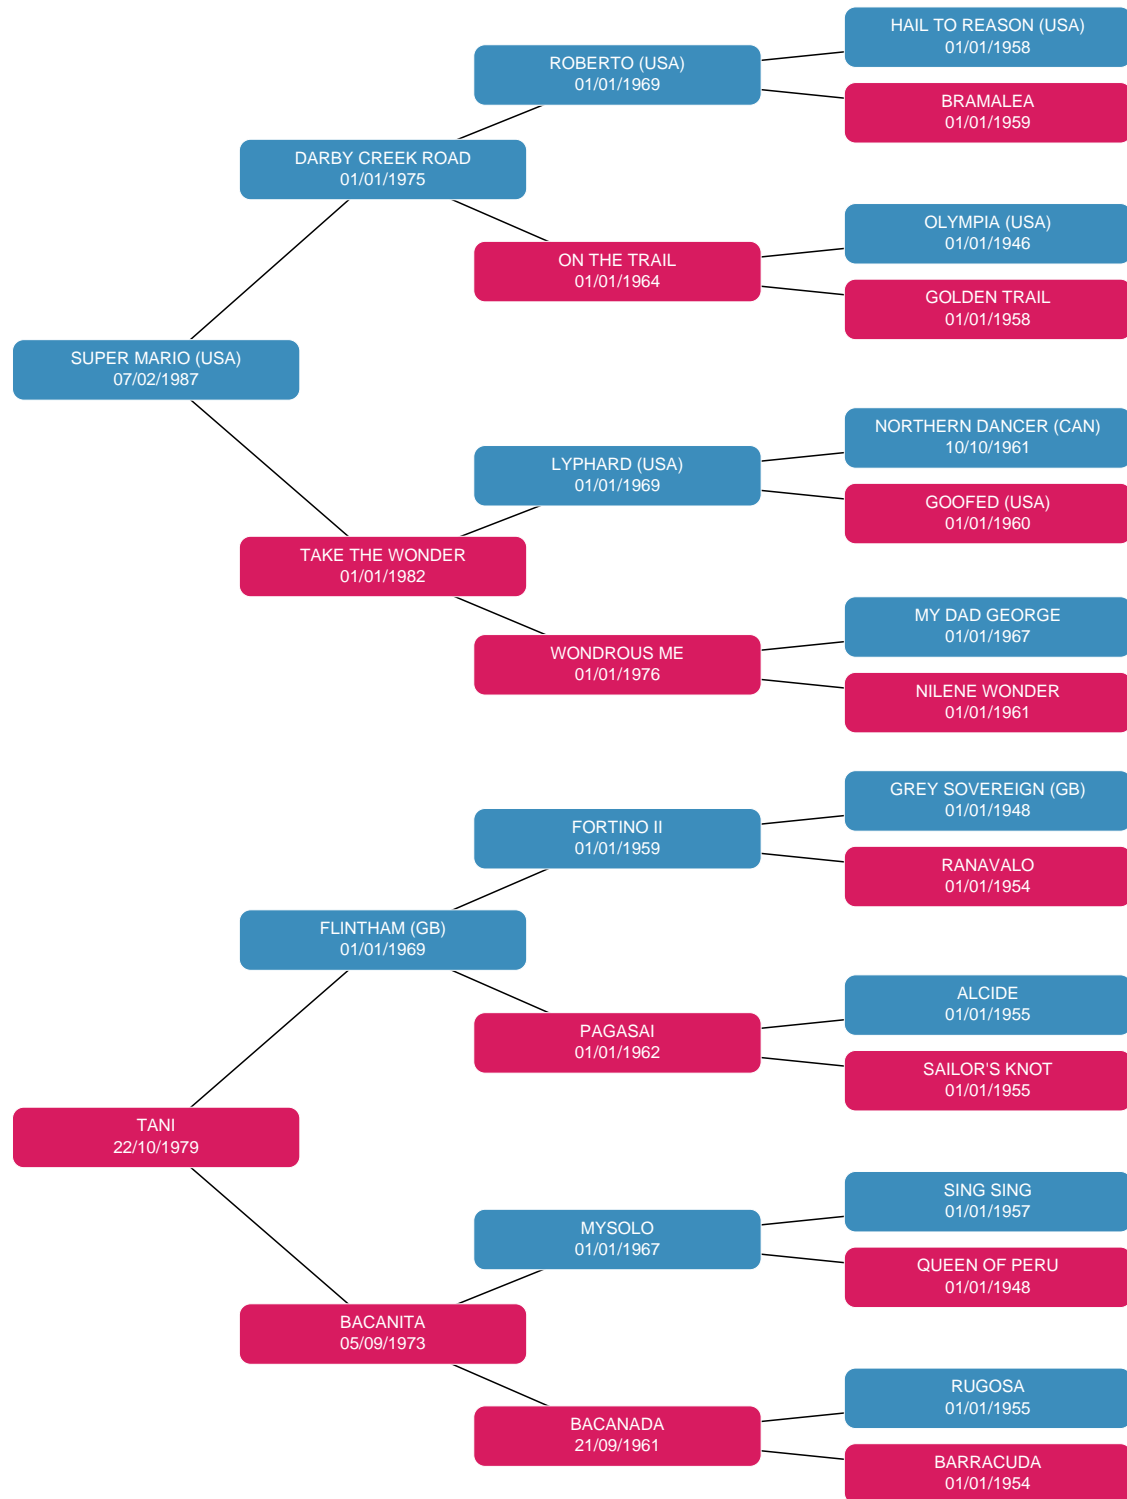 HAIL TO REASON (USA)
01/01/1958
ROBERTO (USA)
01/01/1969
BRAMALEA
01/01/1959
DARBY CREEK ROAD
01/01/1975
OLYMPIA (USA)
01/01/1946
ON THE TRAIL
01/01/1964
GOLDEN TRAIL
01/01/1958
SUPER MARIO (USA)
07/02/1987
NORTHERN DANCER (CAN)
10/10/1961
LYPHARD (USA)
01/01/1969
GOOFED (USA)
01/01/1960
TAKE THE WONDER
01/01/1982
MY DAD GEORGE
01/01/1967
WONDROUS ME
01/01/1976
NILENE WONDER
01/01/1961
GREY SOVEREIGN (GB)
01/01/1948
FORTINO II
01/01/1959
RANAVALO
01/01/1954
FLINTHAM (GB)
01/01/1969
ALCIDE
01/01/1955
PAGASAI
01/01/1962
SAILOR'S KNOT
01/01/1955
TANI
22/10/1979
SING SING
01/01/1957
MYSOLO
01/01/1967
QUEEN OF PERU
01/01/1948
BACANITA
05/09/1973
RUGOSA
01/01/1955
BACANADA
21/09/1961
BARRACUDA
01/01/1954